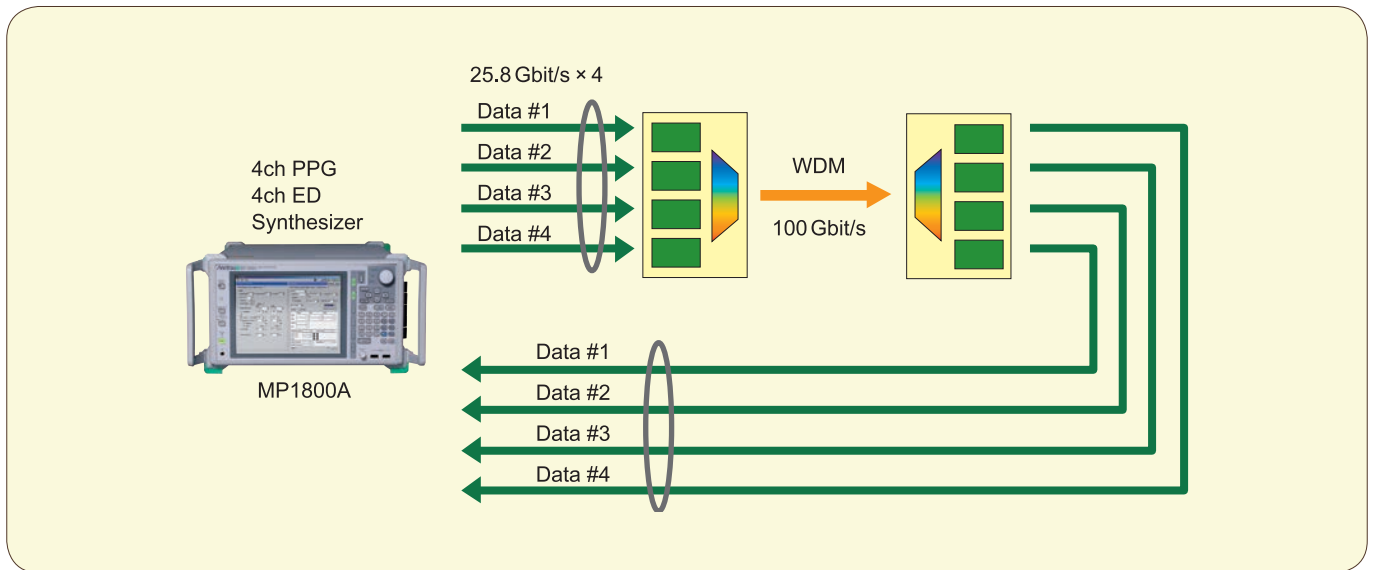 25.8 Gbit/s × 4
Data #1
Data #2
Data #3
Data #4
4ch PPG
4ch ED
Synthesizer
MP1800A
WDM
100 Gbit/s
Data #1
Data #2
Data #3
Data #4